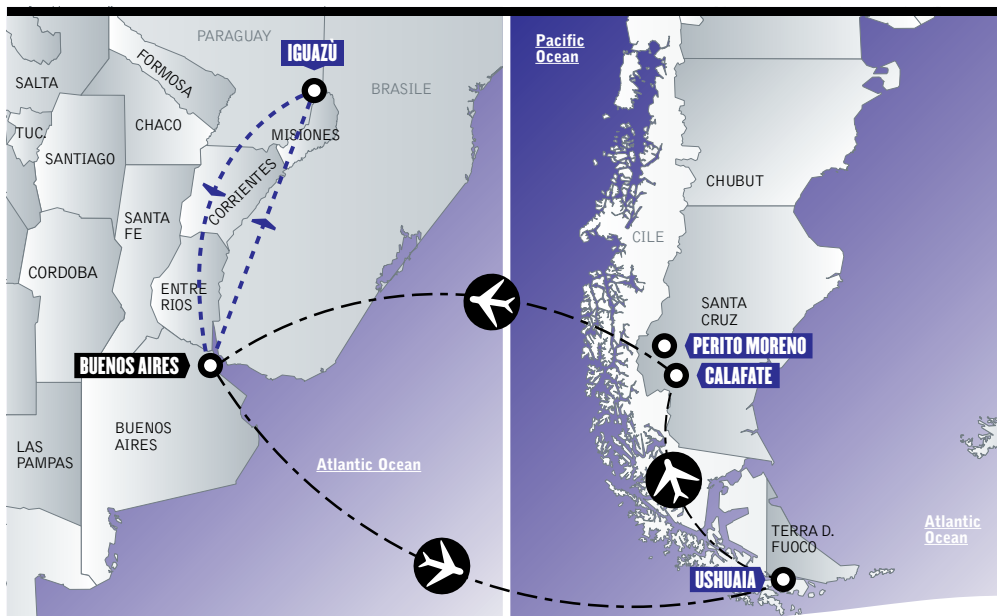 PARAGUAY
IGUAZÙ
FORMOSA
SALTA
BRASILE
CHACO
TUC.
MISIONES
SANTIAGO
CORRIENTES
SANTA
FE
CORDOBA
ENTRE
RIOS
BUENOS AIRES
BUENOS
AIRES
LAS
PAMPAS
Atlantic Ocean
Pacific
Ocean
CHUBUT
CILE
SANTA
CRUZ
PERITO MORENO
CALAFATE
TERRA D.
FUOCO
Atlantic
Ocean
USHUAIA